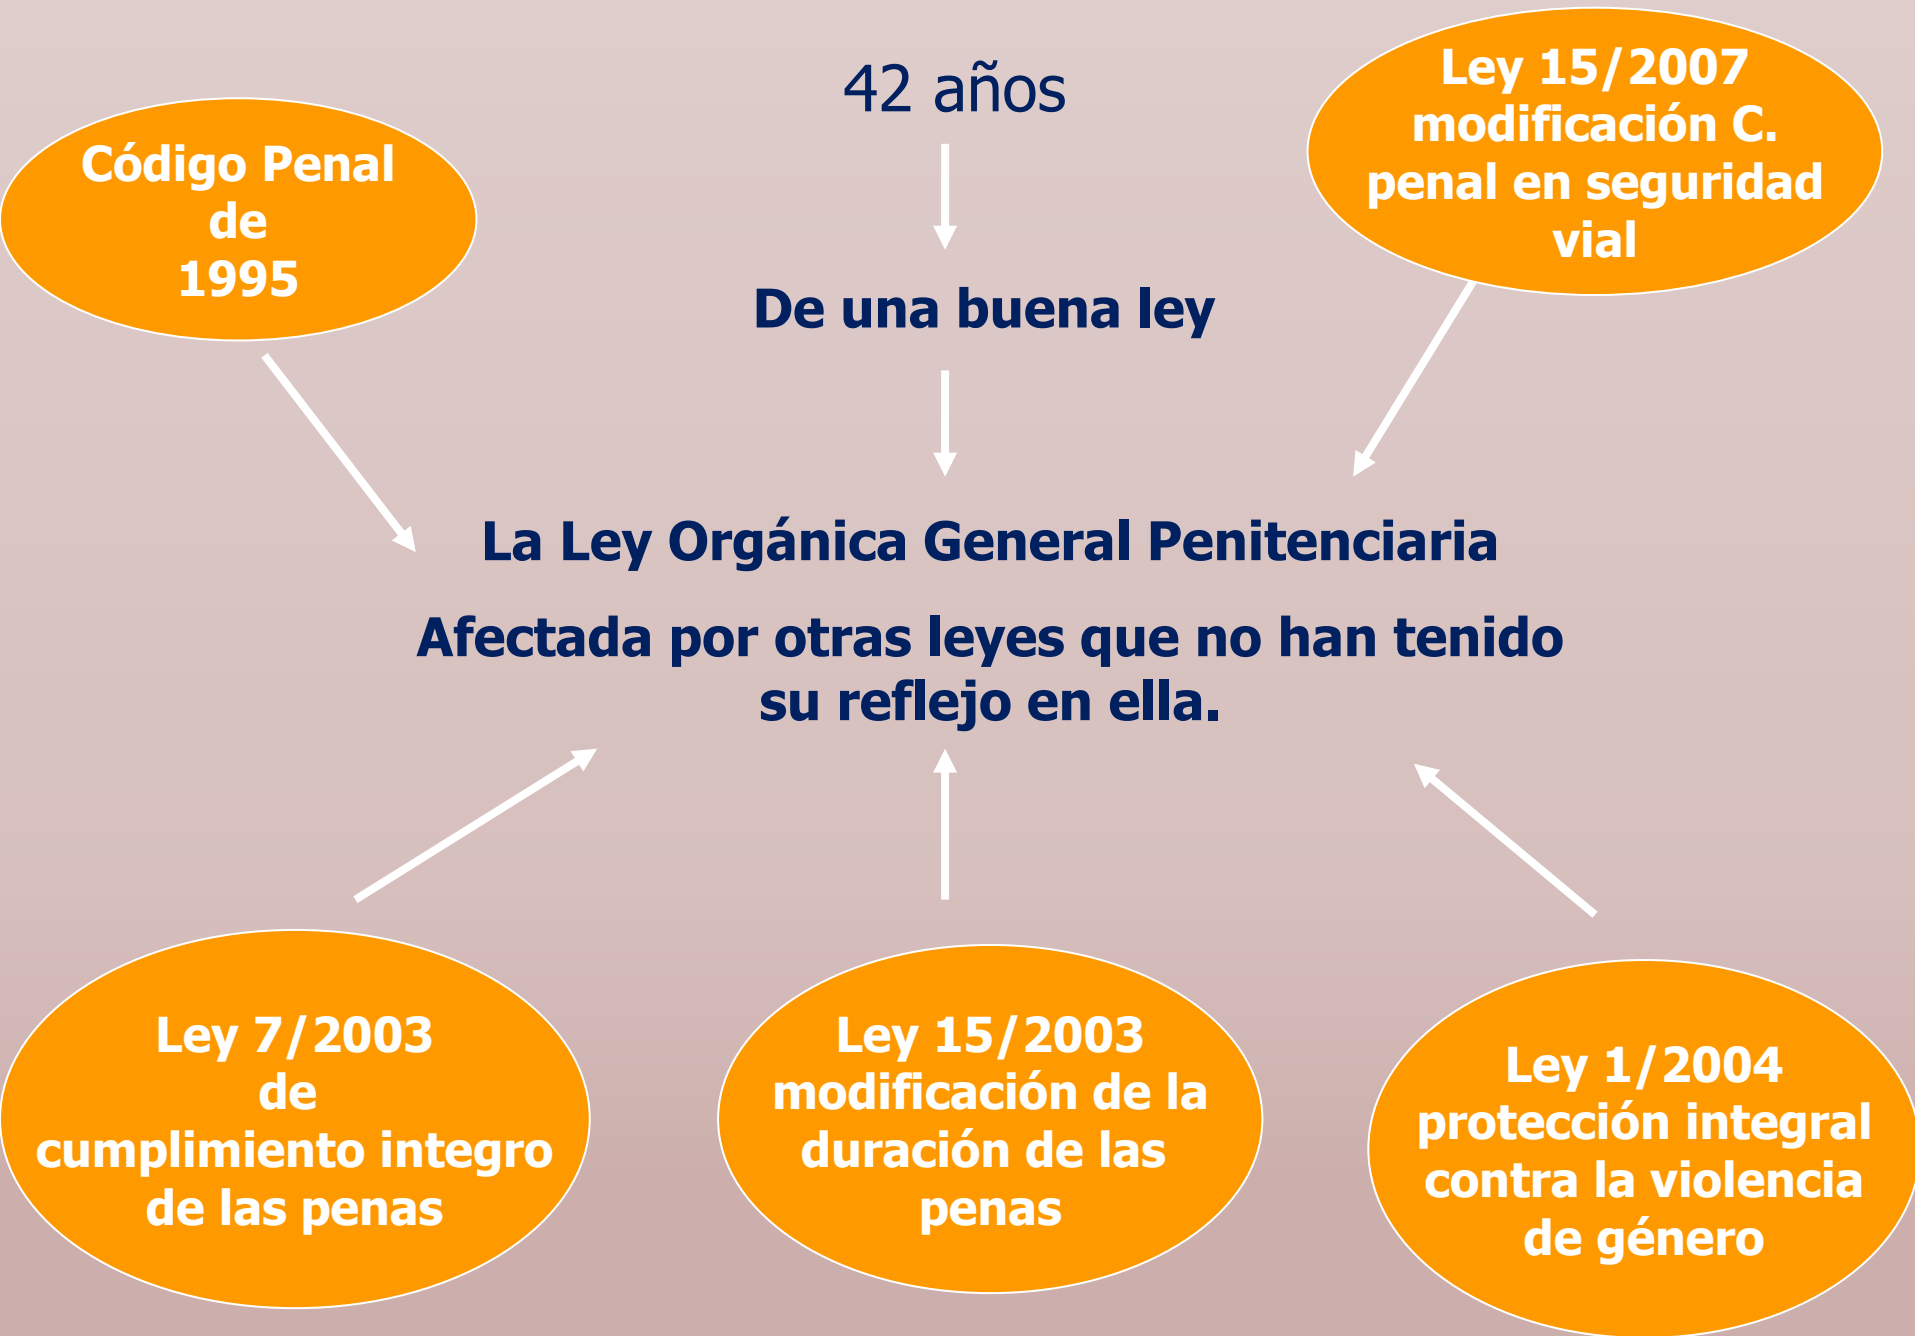 42 años
Código Penal
de
1995
Ley 15/2007
modificación C.
penal en seguridad
vial
De una buena ley
La Ley Orgánica General Penitenciaria
Afectada por otras leyes que no han tenido
su reflejo en ella.
Ley 7/2003
de
cumplimiento integro
de las penas
Ley 15/2003
modificación de la
duración de las
penas
Ley 1/2004
protección integral
contra la violencia
de género